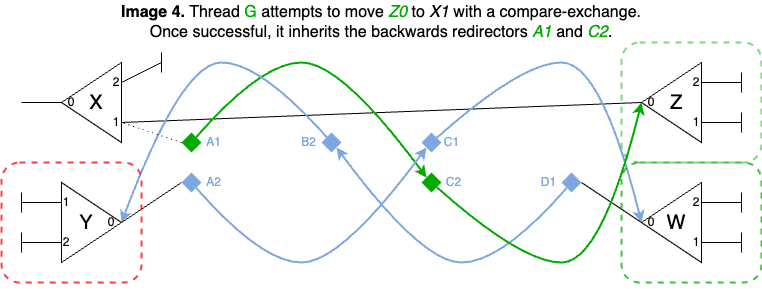 Image 4. Thread G attempts to move Z0 to X1 with a compare-exchange.
Once successful, it inherits the backwards redirectors A1 and C2.
0 X 2 1
0 Z 2 1
A1 B2 C1
A2 C2 D1
1 2 Y 0
0 W 2 1